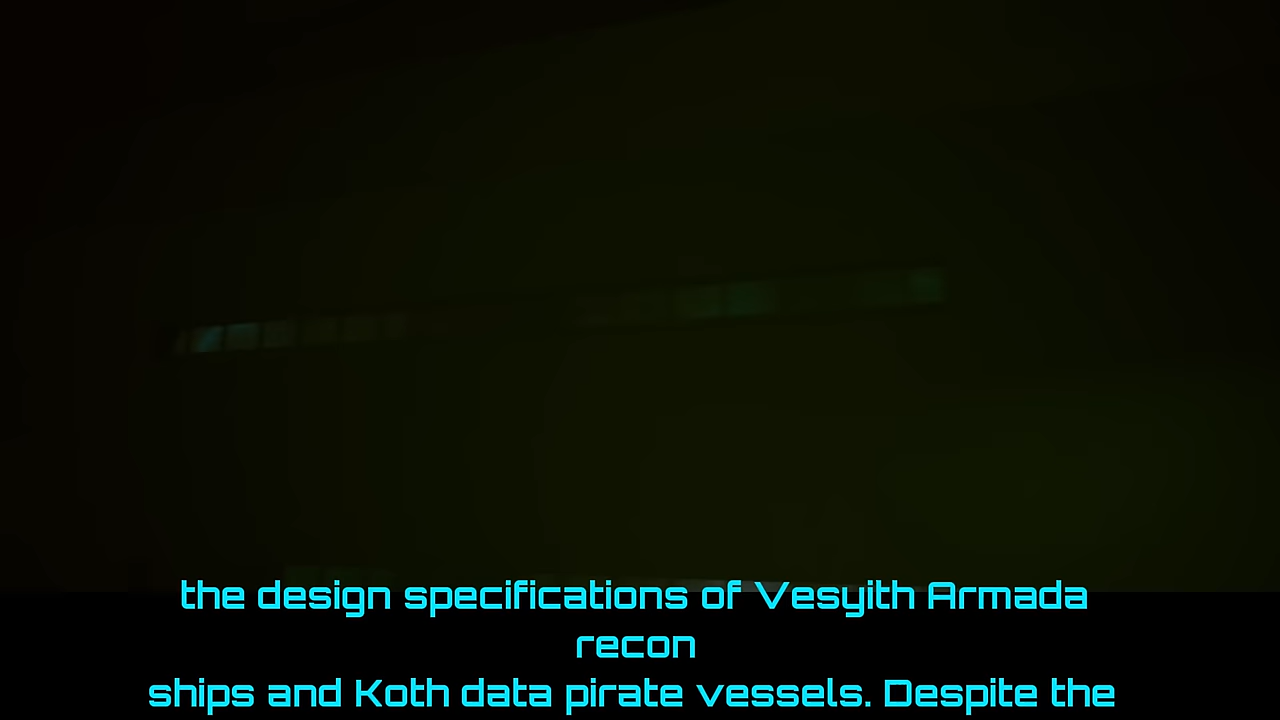 the design specifications of Vesyith Armada
recon
ships and Koth data pirate vessels. Despite the